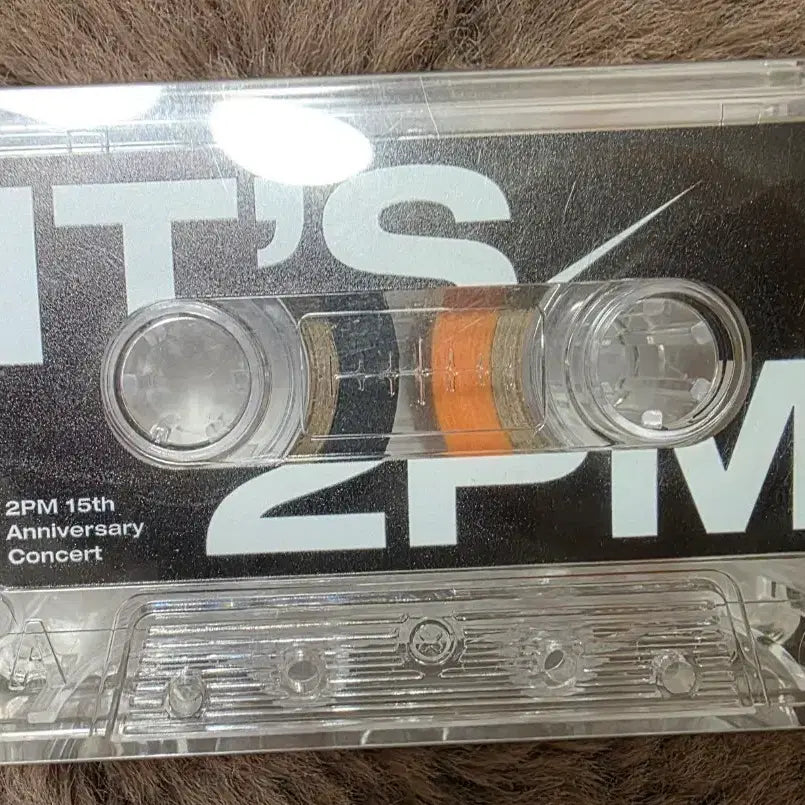 IT'S
2PM
2PM 15th
Anniversary
Concert
A